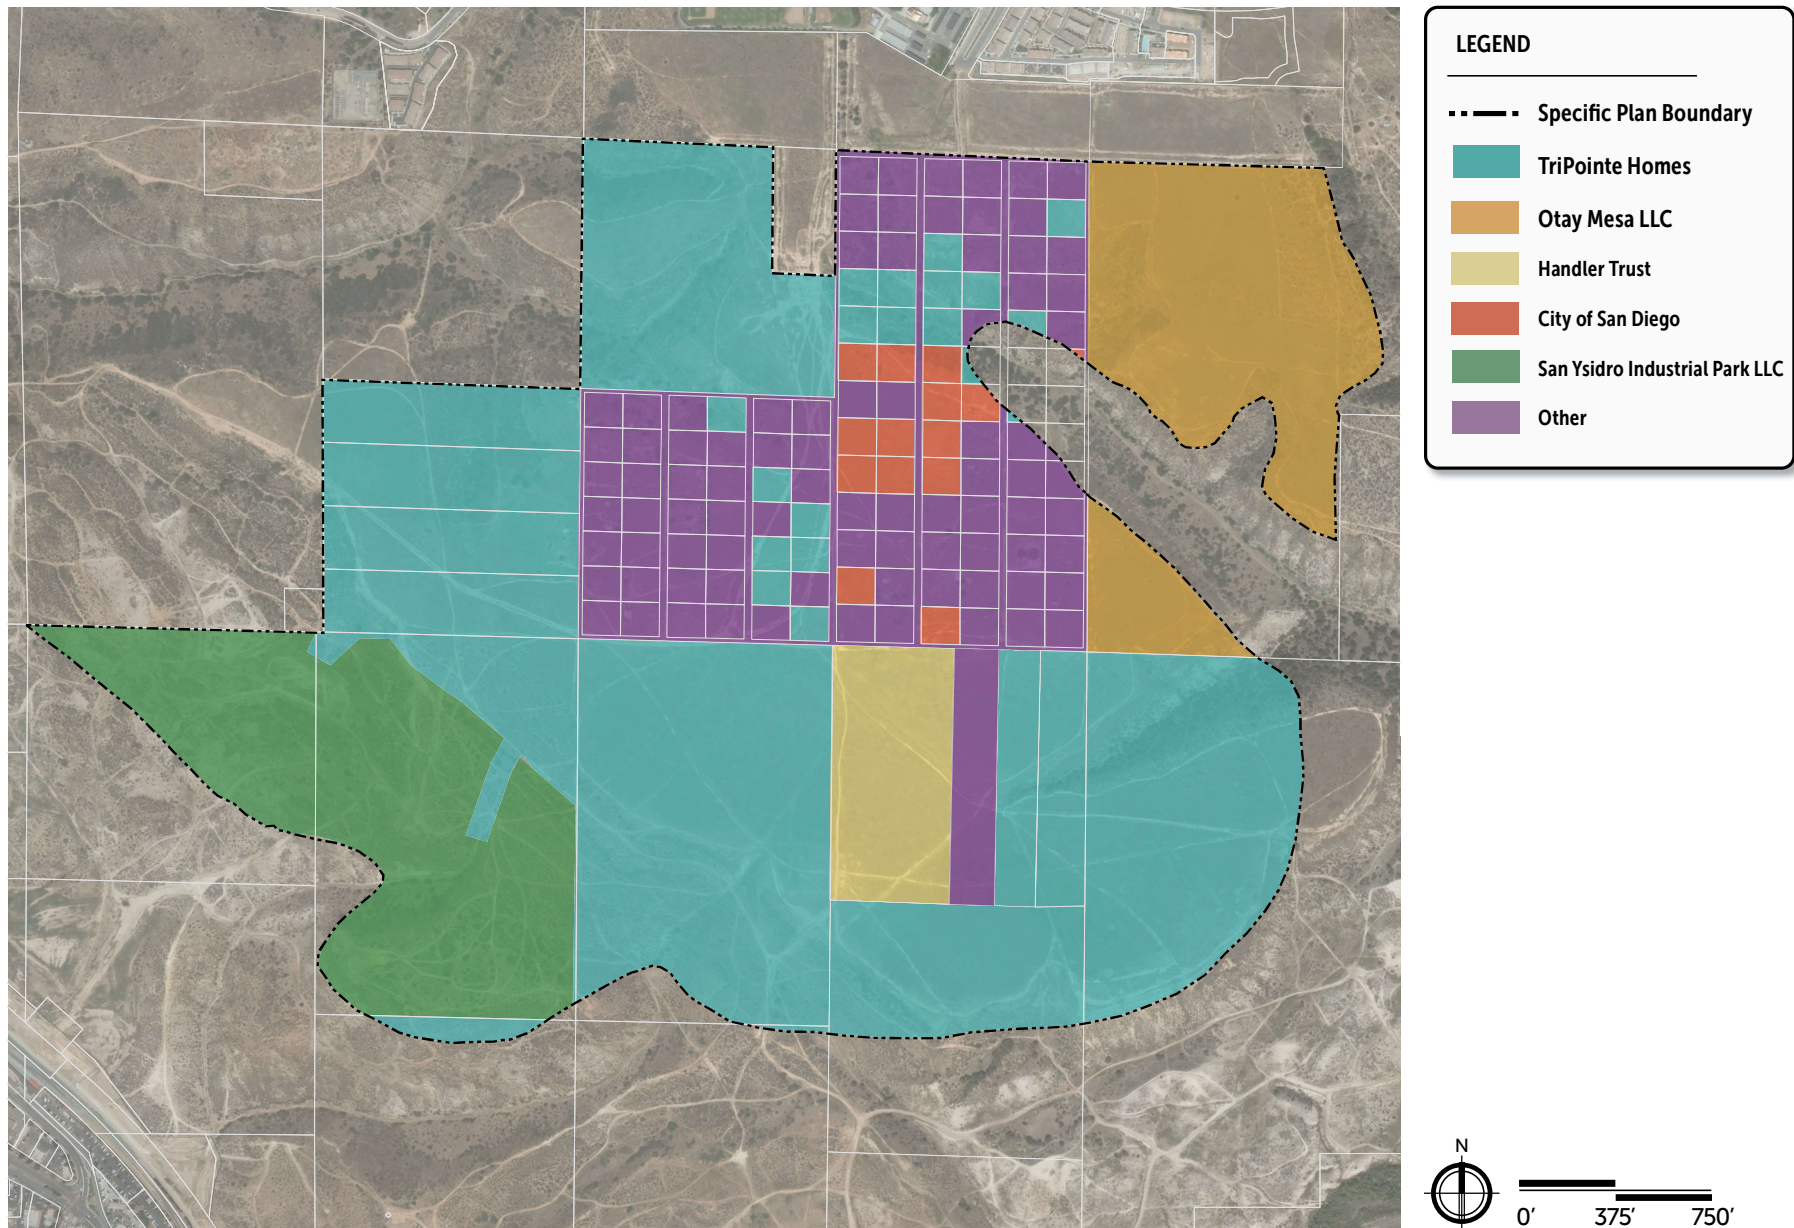 LEGEND
Specific Plan Boundary
TriPointe Homes
Otay Mesa LLC
Handler Trust
City of San Diego
San Ysidro Industrial Park LLC
Other
N
0' 375' 750'